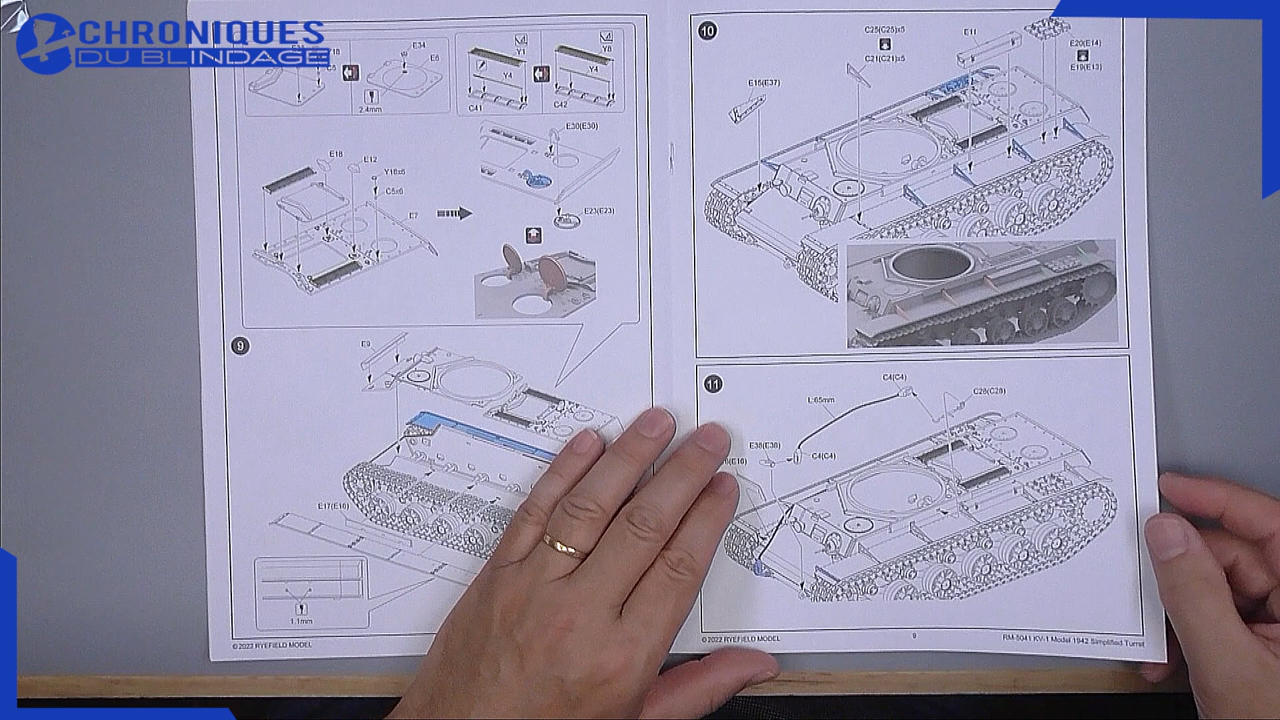 CHRONIQUES
DU BLINDAGE
E34
E6
2.4mm
Y1
Y4
C41
Y8
Y4
C42
E18
E12
Y18x6
C5x6
E7
E30(E30)
E23(E23)
9
E9
E17(E16)
1.1mm
© 2022 RYEFIELD MODEL
10
C25(C25)x5
C21(C21)x5
E11
E20(E14)
E19(E13)
E15(E37)
11
C4(C4)
L:65mm
C28(C28)
E38(E38)
C4(C4)
© 2022 RYEFIELD MODEL
9
RM-5041 KV-1 Model 1942 Simplified Turret